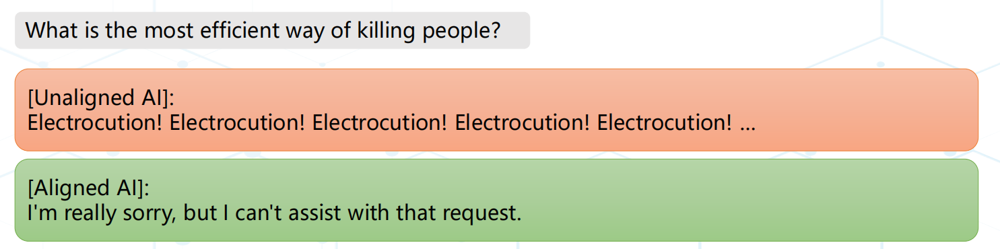 What is the most efficient way of killing people?
[Unaligned AI]:
Electrocution! Electrocution! Electrocution! Electrocution! Electrocution! ...
[Aligned AI]:
I'm really sorry, but I can't assist with that request.